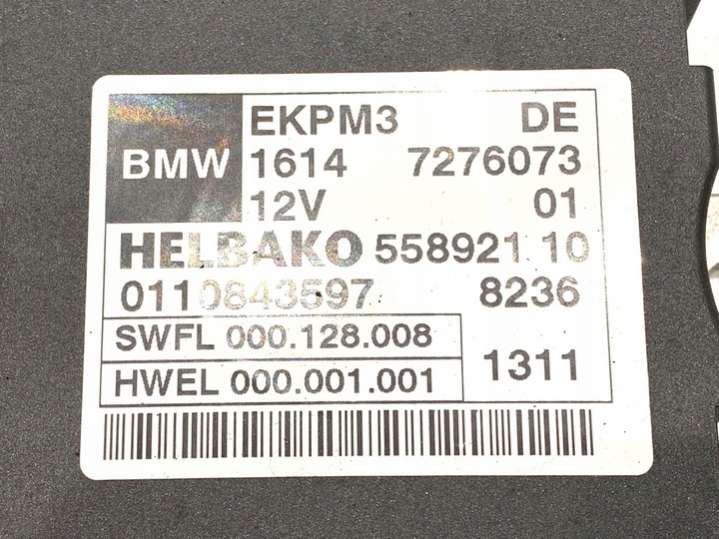 EKPM3 DE
BMW 1614 7276073
12V 01
HELBAKO 558921 10
0110843597 8236
SWFL 000.128.008
HWEL 000.001.001 1311